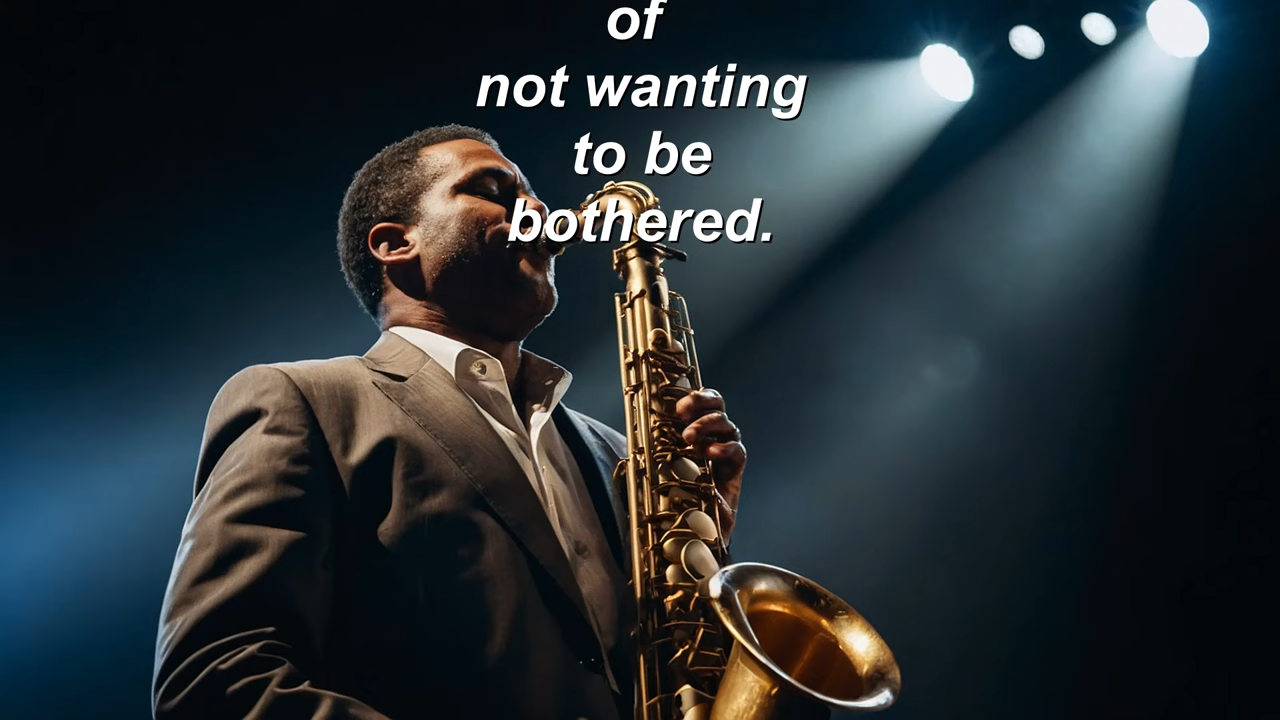 of
not wanting
to be
bothered.